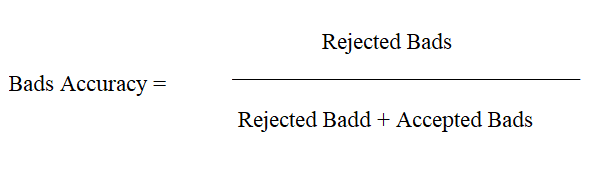 Rejected Bads
Bads Accuracy =
Rejected Badd + Accepted Bads